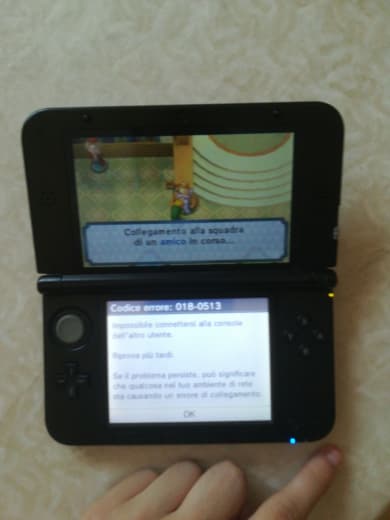 Collegamento alla squadra
di un amico in corso...
Codice errore: 018-0513
Impossibile connettersi alla console
dell'altro utente.
Riprova più tardi.
Se il problema persiste, può significare
che qualcosa nel tuo ambiente di rete
sta causando un errore di collegamento.
OK